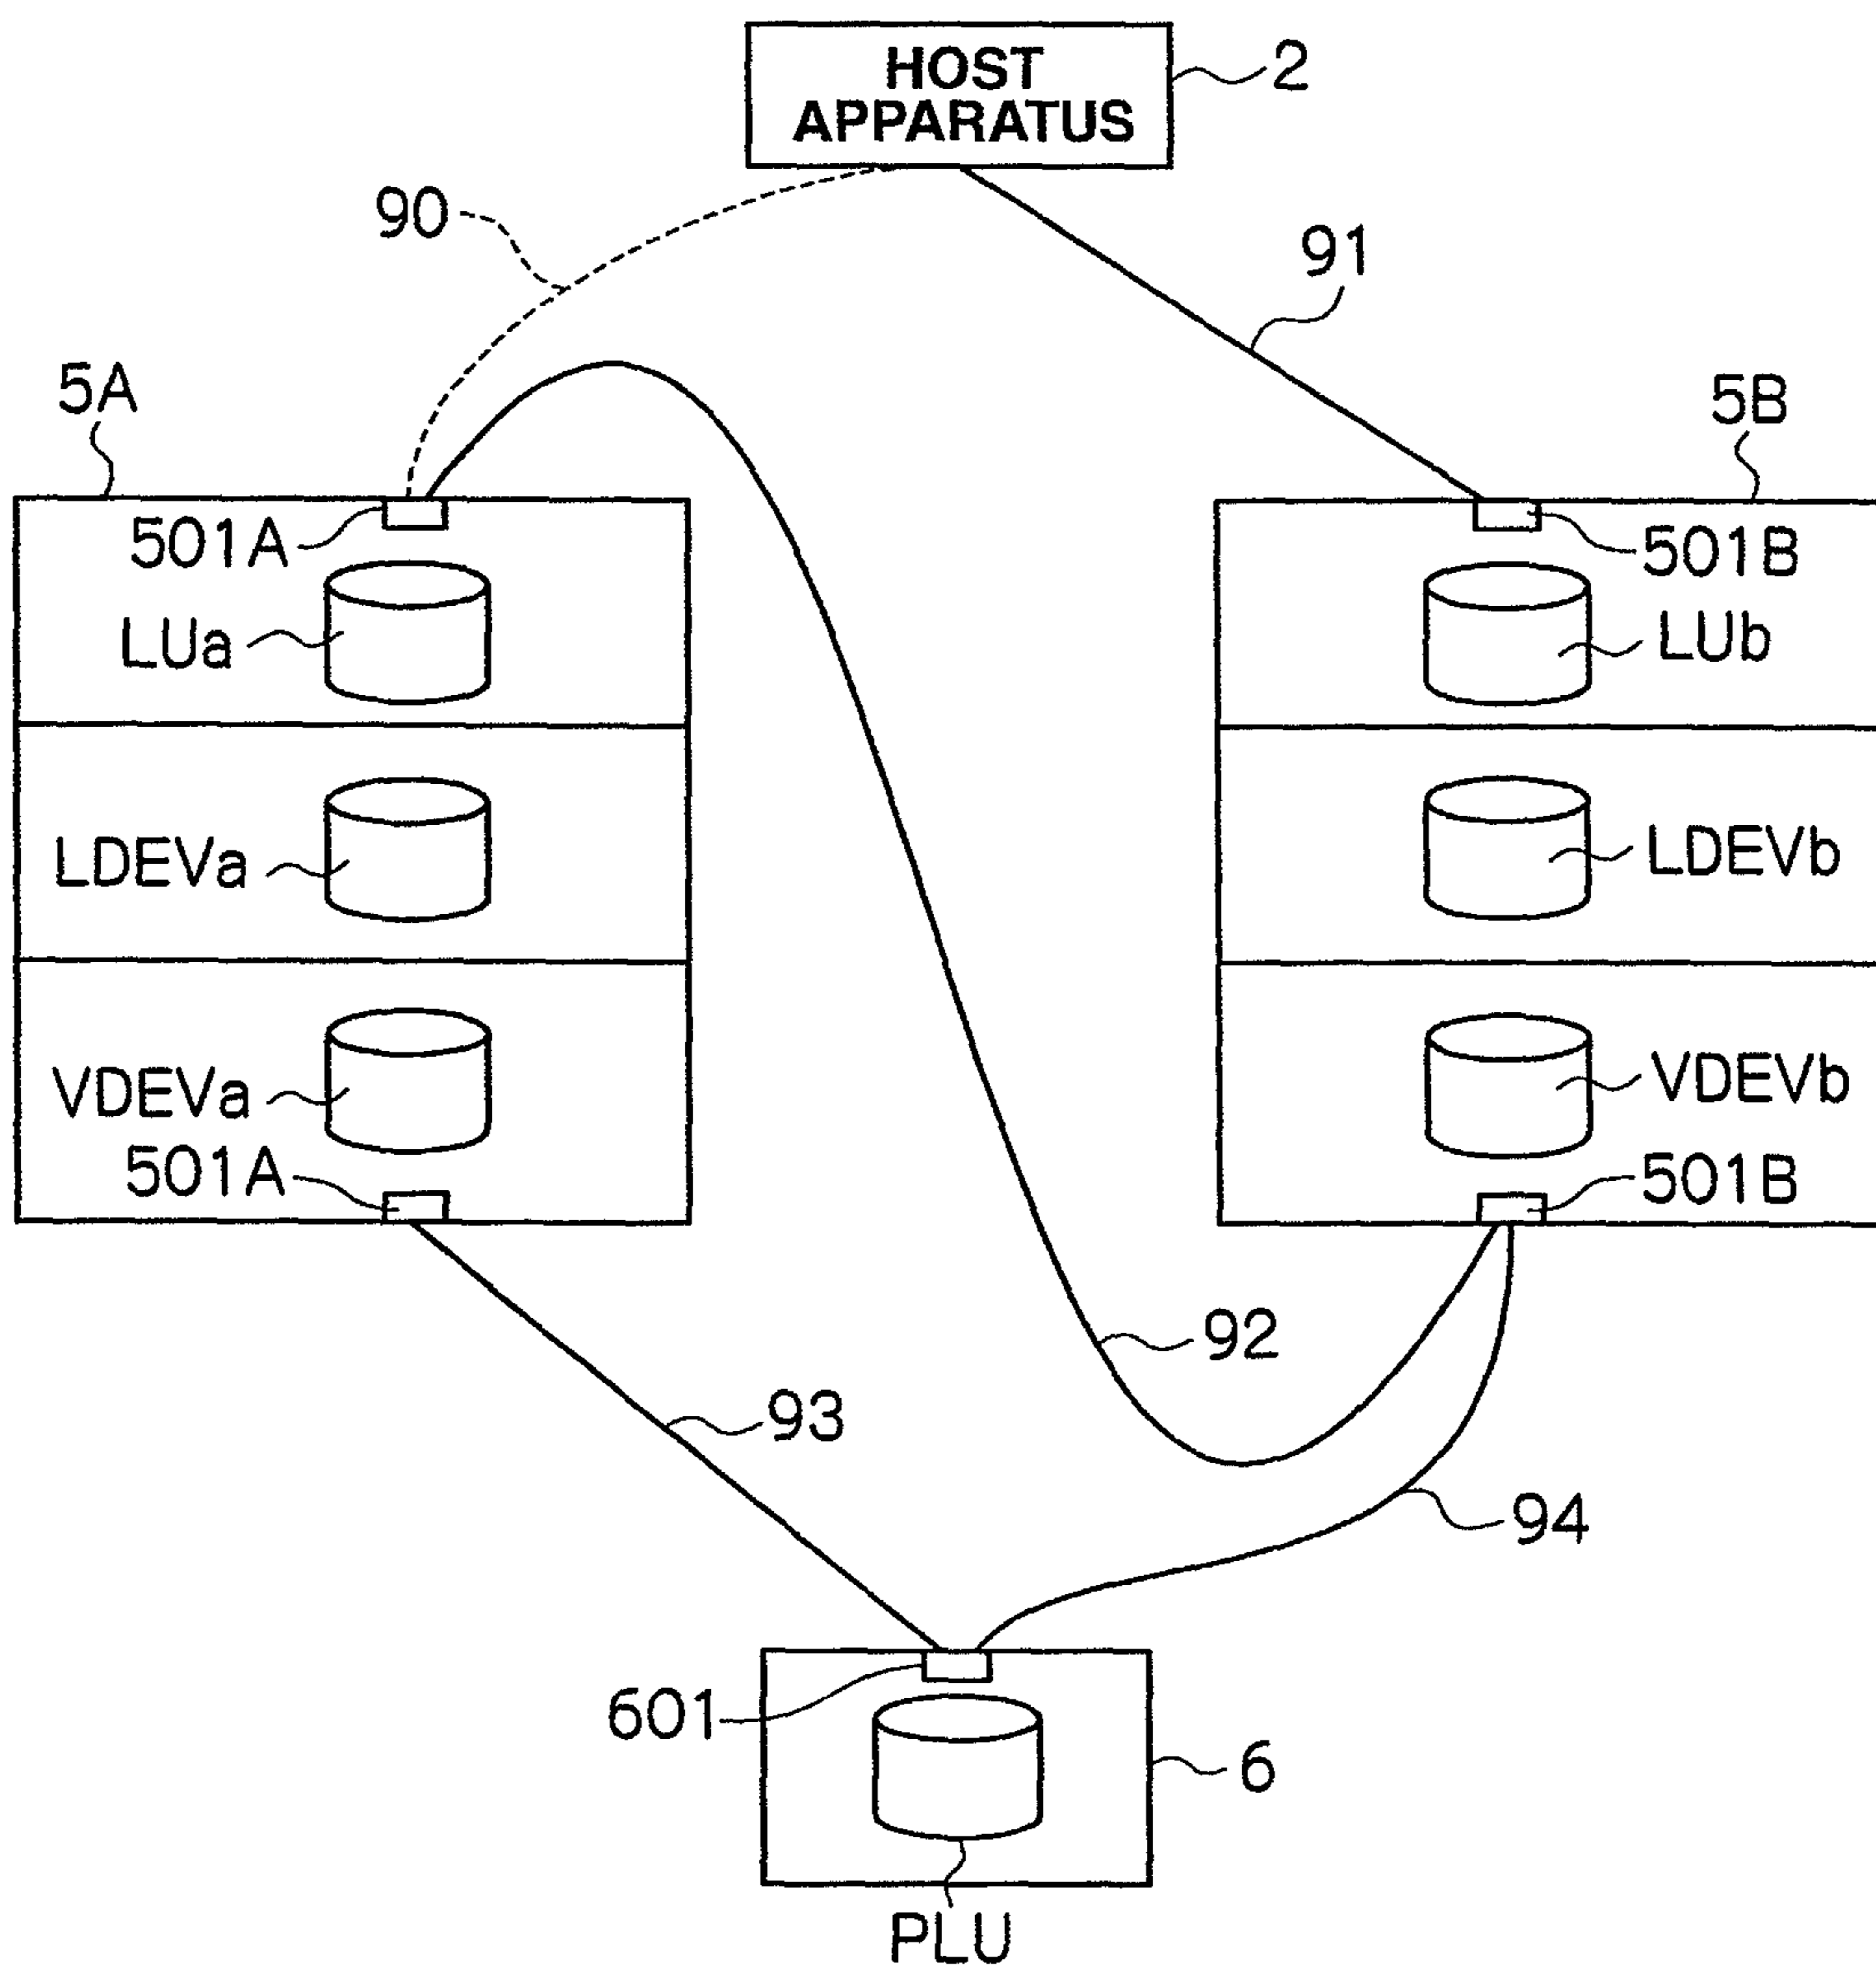 HOST
APPARATUS
2
90
91
5A
5B
501A
501B
LUa
LUb
LDEVa
LDEVb
VDEVa
VDEVb
501A
501B
92
93
94
601
6
PLU